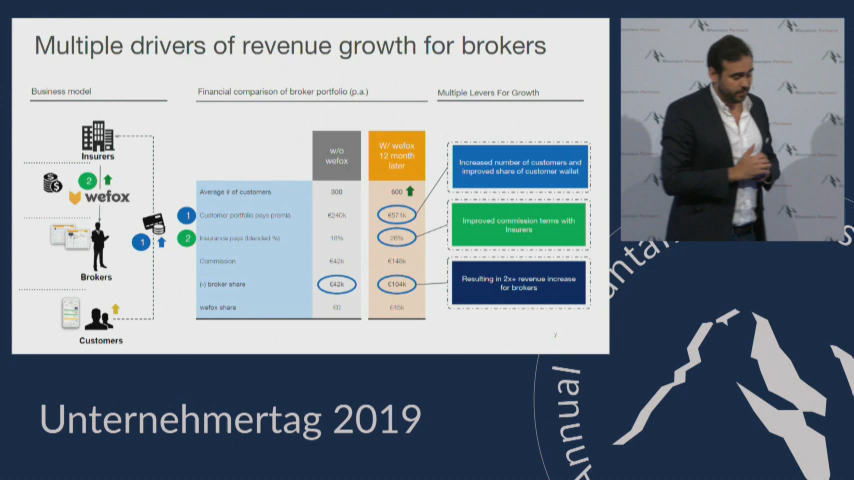 Multiple drivers of revenue growth for brokers
Business model
Financial comparison of broker portfolio (p.a.)
Multiple Levers For Growth
Insurers
2
wefox
1
Brokers
Customers
w/o
wefox
W/ wefox
12 month
later
Average # of customers
300
600
1
Customer portfolio pays premia
€240k
€571k
2
Insurance pays (blended %)
18%
26%
Commission
€42k
€148k
(-) broker share
€42k
€104k
wefox share
€0
Increased number of customers and
improved share of customer wallet
Improved commission terms with
Insurers
Resulting in 2x+ revenue increase
for brokers
7
Unternehmertag 2019
Annual